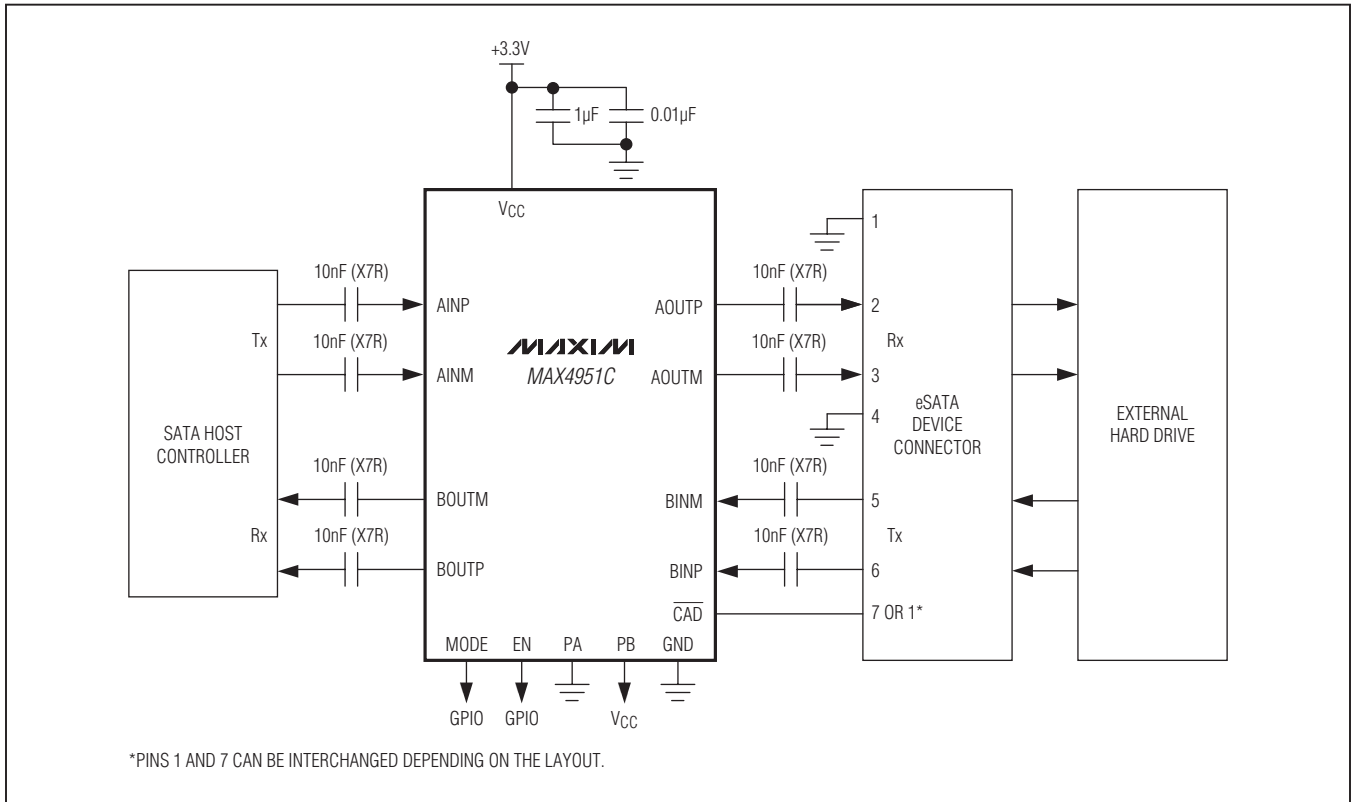 +3.3V
1µF
0.01µF
VCC
1
10nF (X7R)
10nF (X7R)
AINP
AOUTP
2
Tx
10nF (X7R)
MAXIM
10nF (X7R)
Rx
AINM
MAX4951C
AOUTM
3
4
SATA HOST
CONTROLLER
eSATA
DEVICE
CONNECTOR
EXTERNAL
HARD DRIVE
10nF (X7R)
10nF (X7R)
BOUTM
BINM
5
Rx
10nF (X7R)
10nF (X7R)
Tx
BOUTP
BINP
6
CAD
7 OR 1*
MODE
EN
PA
PB
GND
GPIO
GPIO
VCC
*PINS 1 AND 7 CAN BE INTERCHANGED DEPENDING ON THE LAYOUT.